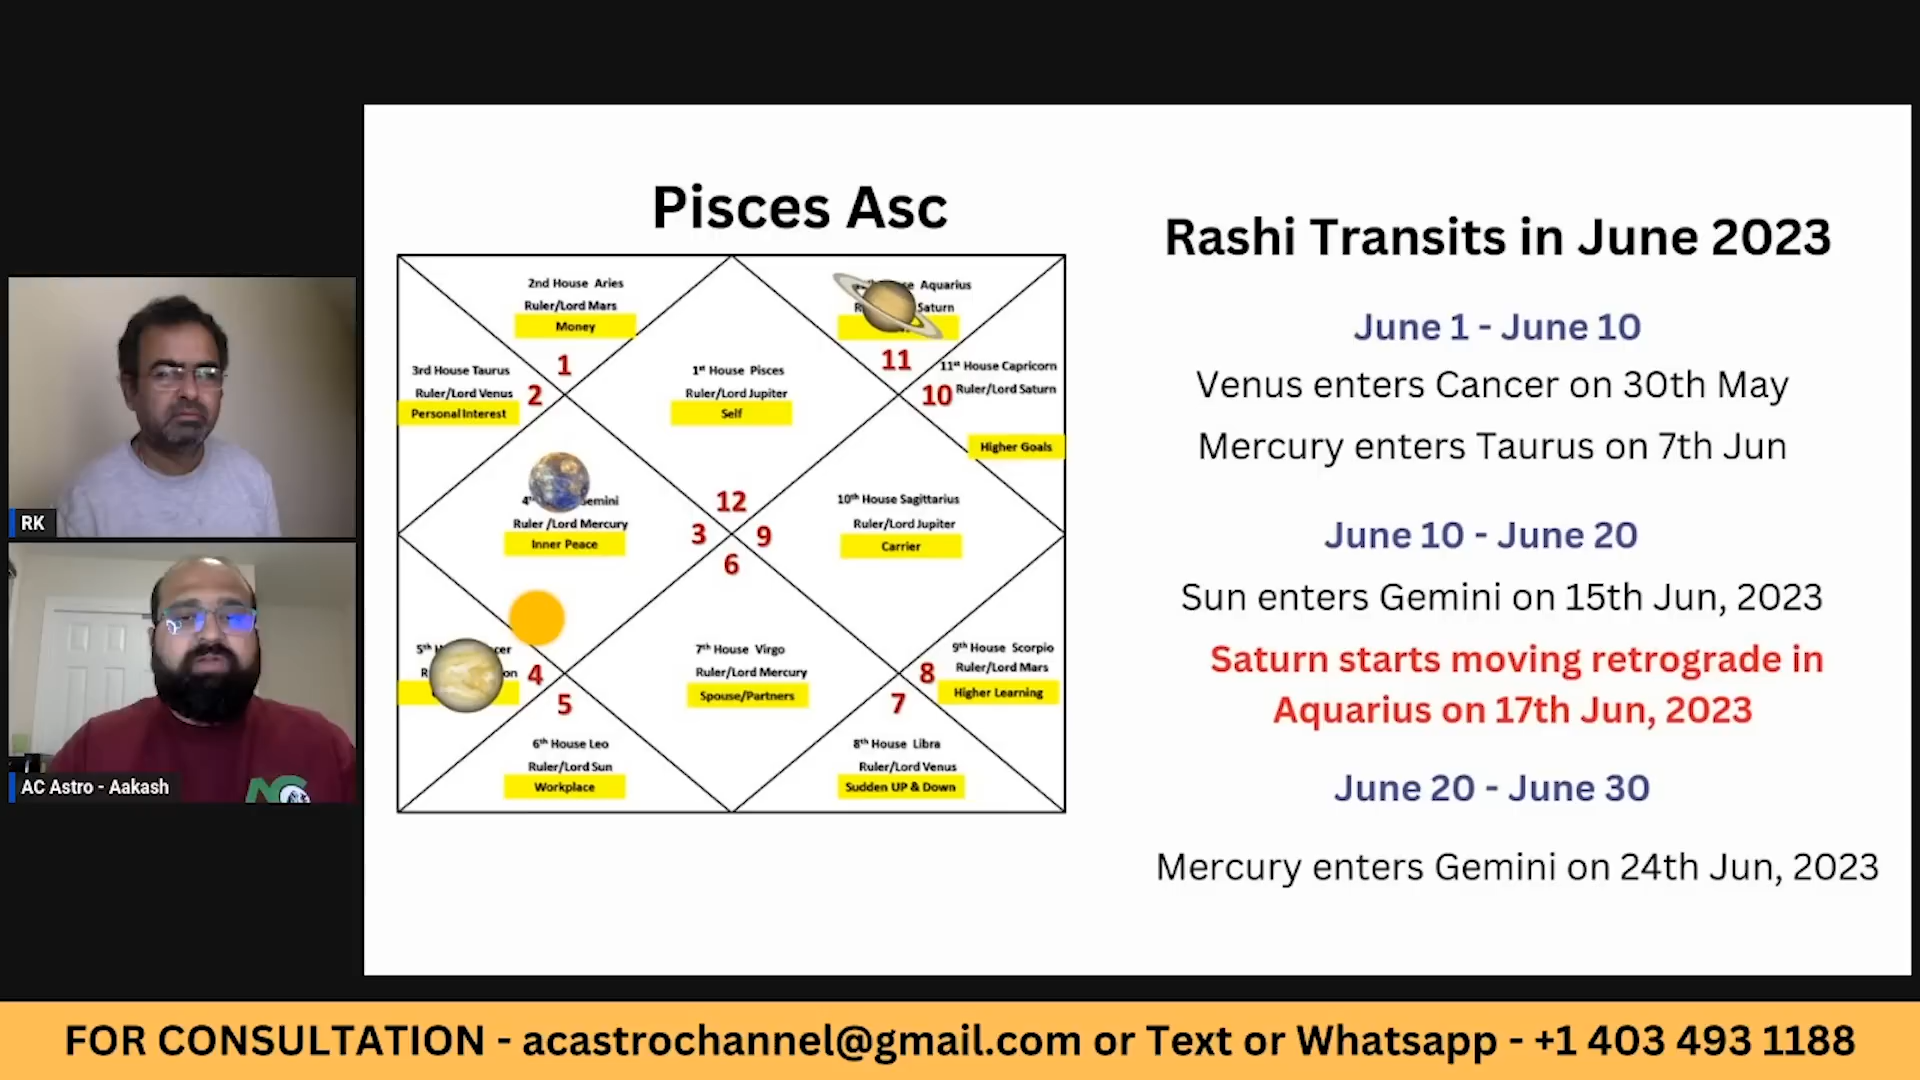 Pisces Asc
2nd House Aries
Ruler/Lord Mars
Money
1
3rd House Taurus
Ruler/Lord Venus
Personal Interest
2
1st House Pisces
Ruler/Lord Jupiter
Self
12
Aquarius
Saturn
11
11st House Capricorn
Ruler/Lord Saturn
10
Higher Goals
Ruler /Lord Mercury
Inner Peace
3
10th House Sagittarius
Ruler/Lord Jupiter
Carrier
9
6
4
7th House Virgo
Ruler/Lord Mercury
Spouse/Partners
9th House Scorpio
Ruler/Lord Mars
Higher Learning
8
5
6th House Leo
Ruler/Lord Sun
Workplace
7
8th House Libra
Ruler/Lord Venus
Sudden UP & Down
Rashi Transits in June 2023
June 1 - June 10
Venus enters Cancer on 30th May
Mercury enters Taurus on 7th Jun
June 10 - June 20
Sun enters Gemini on 15th Jun, 2023
Saturn starts moving retrograde in
Aquarius on 17th Jun, 2023
June 20 - June 30
Mercury enters Gemini on 24th Jun, 2023
RK
AC Astro - Aakash
FOR CONSULTATION - acastrochannel@gmail.com or Text or Whatsapp - +1 403 493 1188